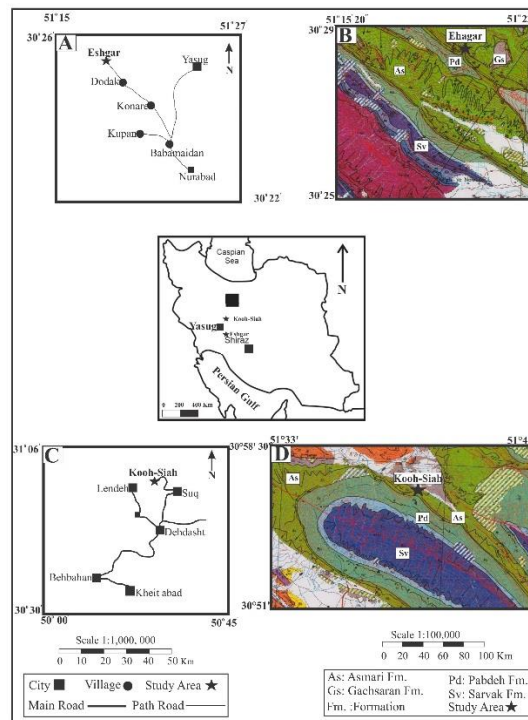 51°18
51°27
30°26
A
N
Eshgar
Yasug
Dodak
Konare
Kupan
Babamaidan
Nurabad
30°22
51°15 20"
51°22
30°29
B
Ehagar
As
Pd
Gs
Sv
30°25
Caspian
Sea
N
Kooh-Siah
Yasug
Eshgar
Shiraz
Persian Gulf
0 200 400 Km
31°06
C
N
Kooh-Siah
Lendeh
Suq
Dehdasht
Behbahan
Kheit abad
30°30
50°00
50°45
51°33
51°4
30°58' 30"
D
Kooh-Siah
As
As
Pd
Sv
30°51
Scale 1:1,000,000
0 10 20 30 40 50 Km
City Village Study Area
Main Road Path Road
Scale 1:100,000
0 20 40 60 80 100 Km
As: Asmari Fm. Pd: Pabdeh Fm.
Gs: Gachsaran Fm. Sv: Sarvak Fm.
Fm. :Formation Study Area